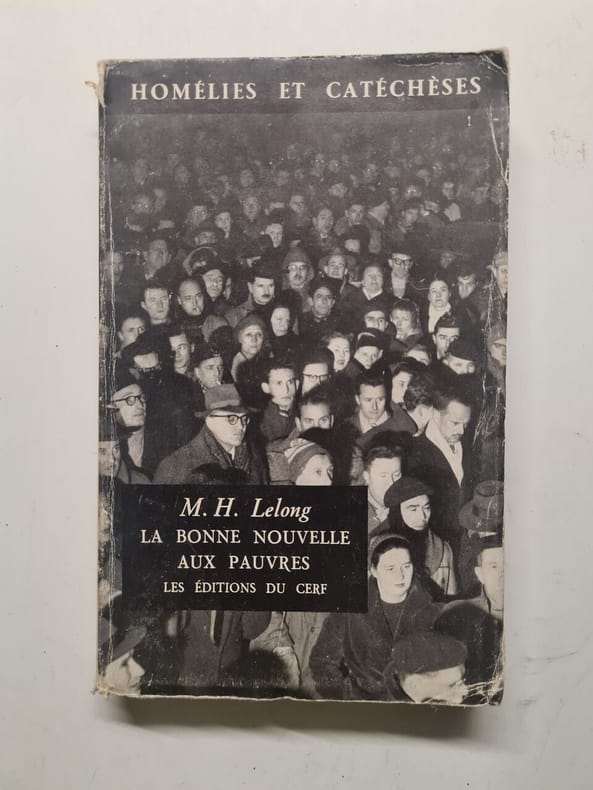 HOMÉLIES ET CATÉCHÈSES
M. H. Lelong
LA BONNE NOUVELLE
AUX PAUVRES
LES ÉDITIONS DU CERF